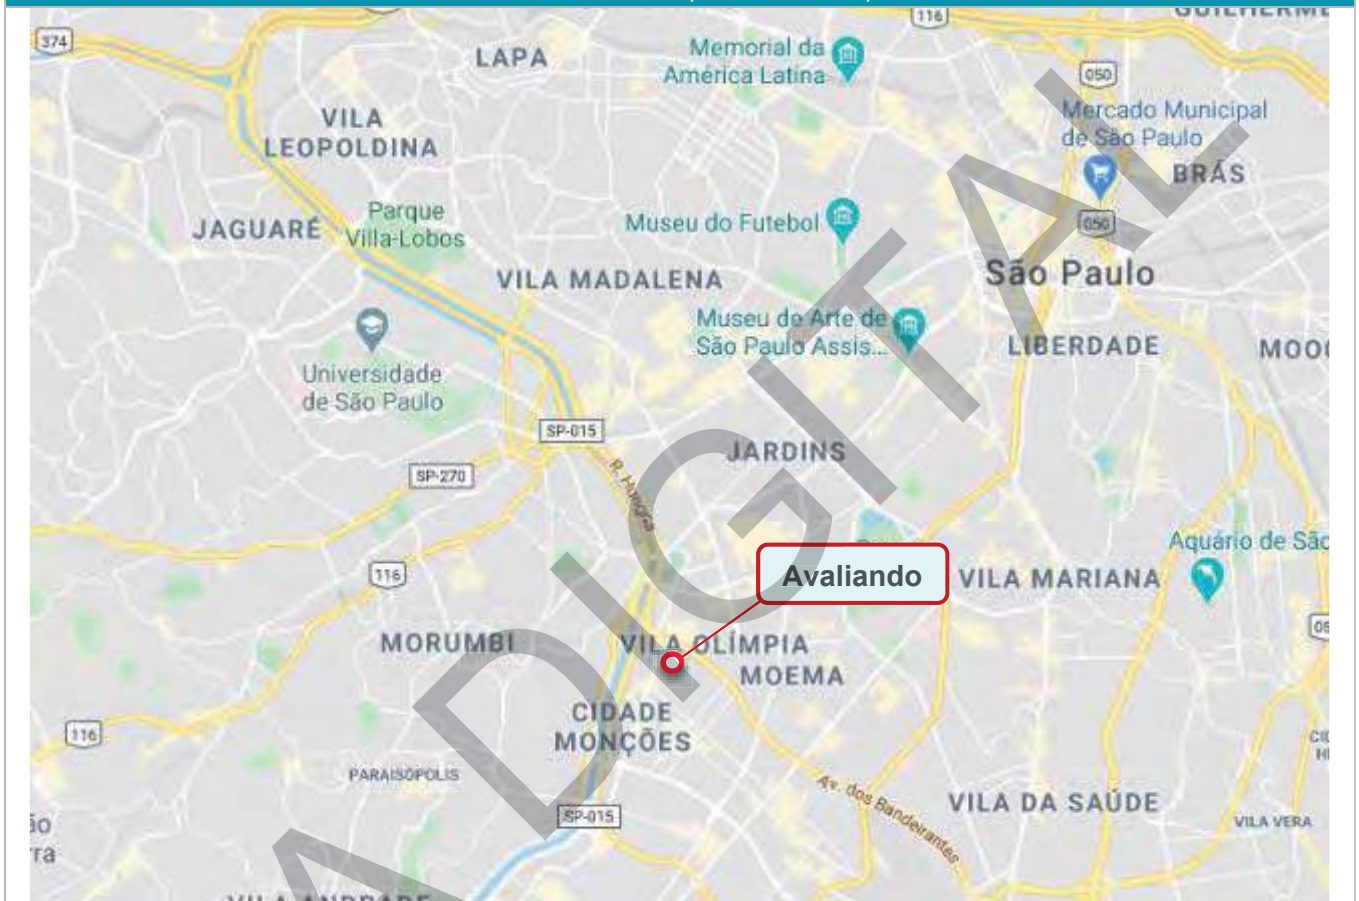 116
374
LAPA
Memorial da
América Latina
050
Mercado Municipal
de São Paulo
VILA
LEOPOLDINA
BRÁS
Parque
Villa-Lobos
JAGUARÉ
Museu do Futebol
050
VILA MADALENA
São Paulo
Museu de Arte de
São Paulo Assis...
LIBERDADE
Universidade
de São Paulo
SP-015
JARDINS
SP-270
R. Hungria
Aquário de São
116
Avaliando
VILA MARIANA
MORUMBI
VILA OLÍMPIA
MOEMA
CIDADE
MONÇÕES
116
PARAISÓPOLIS
Av. dos Bandeirantes
VILA DA SAÚDE
SP-015
VILA VERA
DIGITAL